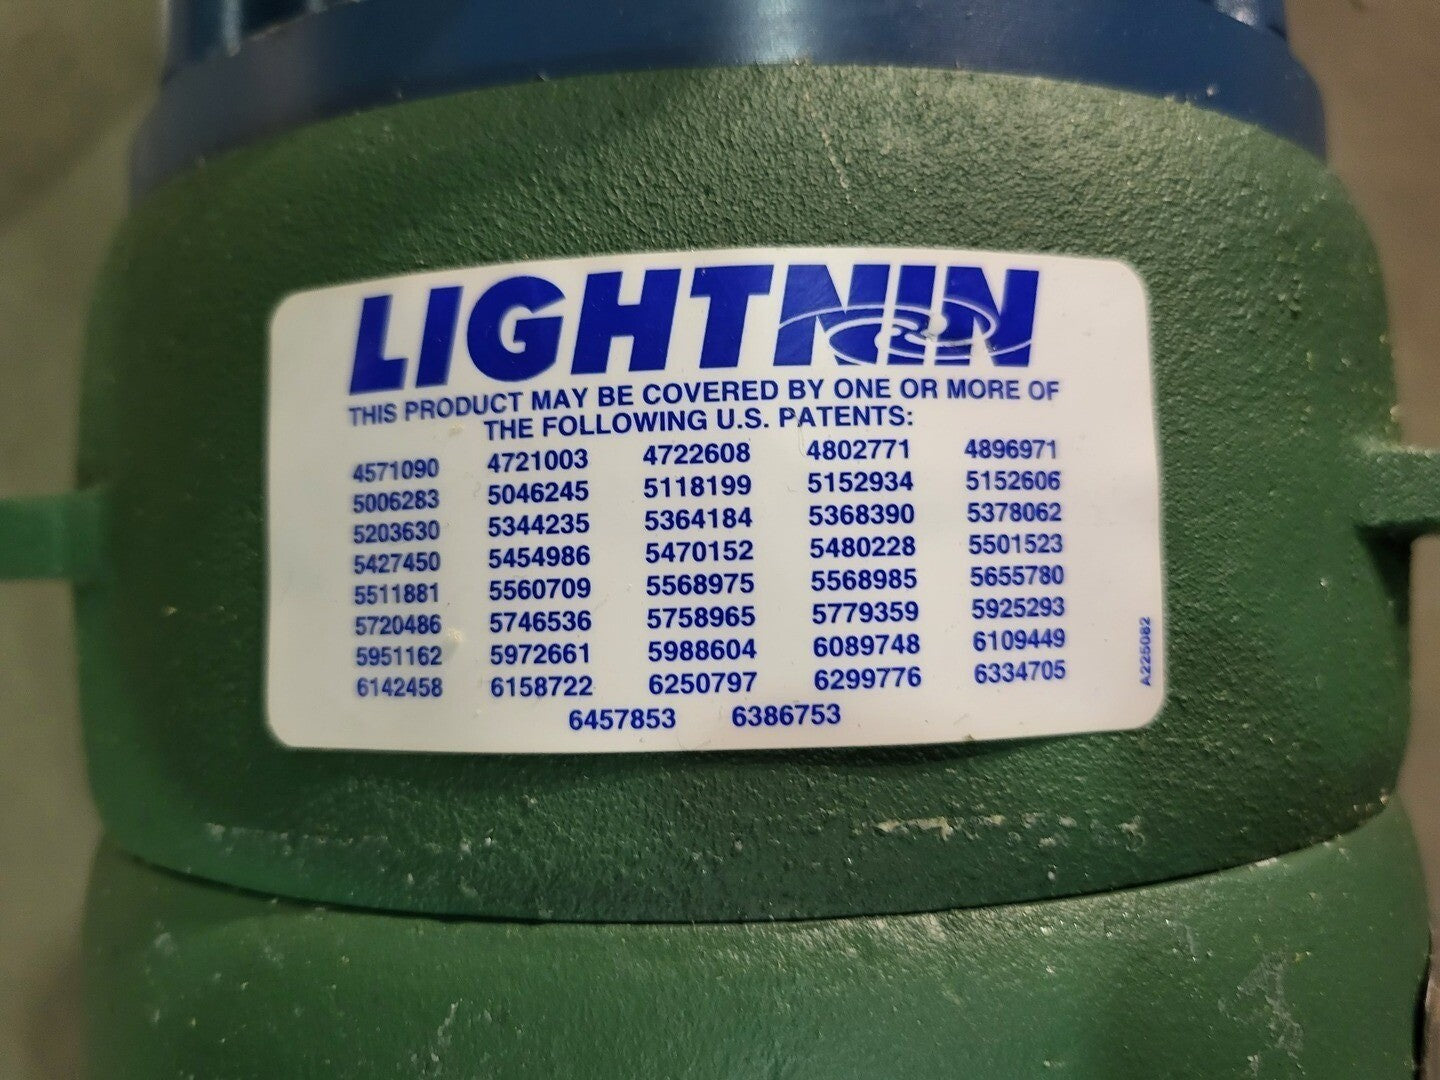 LIGHTNIN
THIS PRODUCT MAY BE COVERED BY ONE OR MORE OF
THE FOLLOWING U.S. PATENTS:
4571090 4721003 4722608 4802771 4896971
5006283 5046245 5118199 5152934 5152606
5203630 5344235 5364184 5368390 5378062
5427450 5454986 5470152 5480228 5501523
5511881 5560709 5568975 5568985 5655780
5720486 5746536 5758965 5779359 5925293
5951162 5972661 5988604 6089748 6109449
6142458 6158722 6250797 6299776 6334705
6457853 6386753
A225082